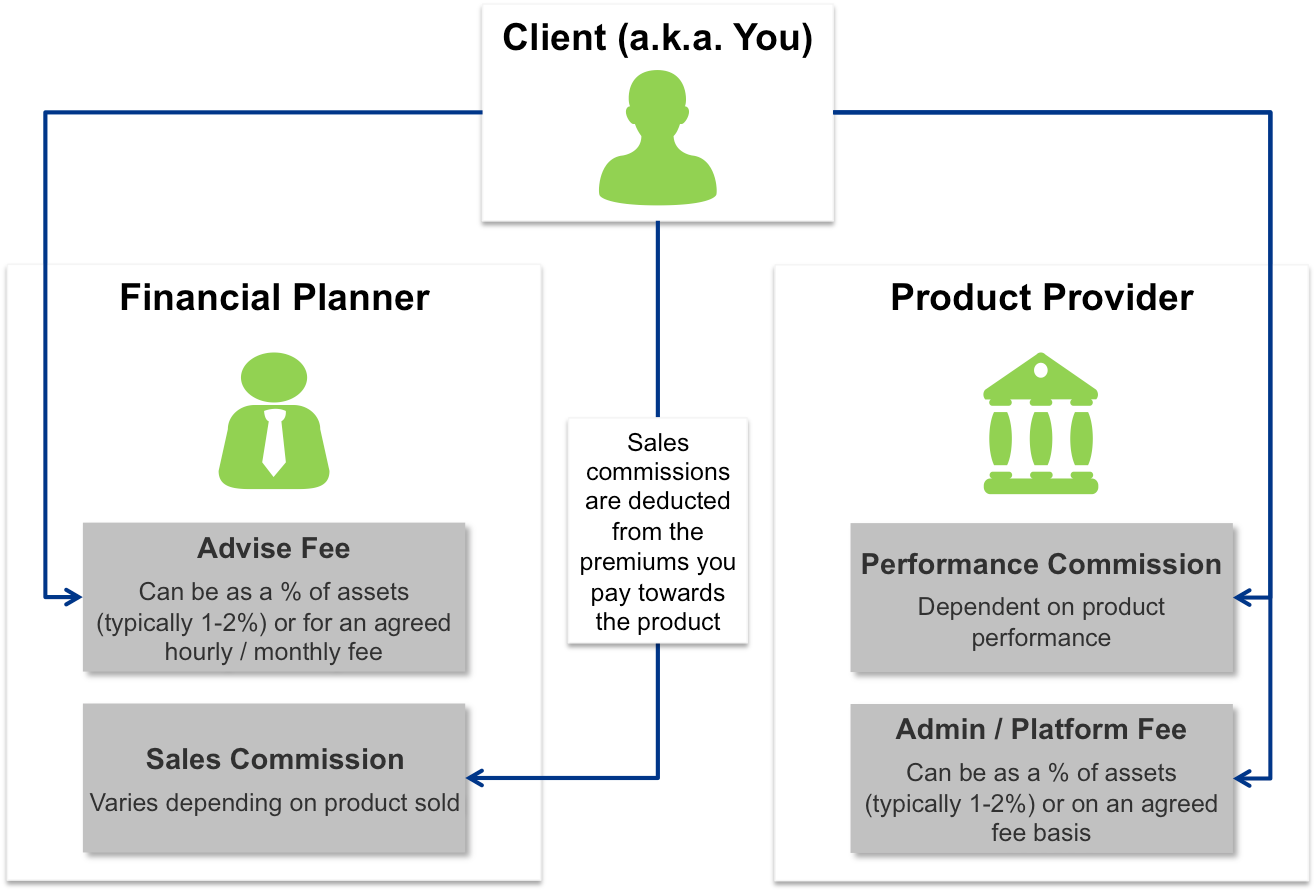 Client (a.k.a. You)
Financial Planner
Advise Fee
Can be as a % of assets
(typically 1-2%) or for an agreed
hourly / monthly fee
Sales Commission
Varies depending on product sold
Sales
commissions
are deducted
from the
premiums you
pay towards
the product
Product Provider
Performance Commission
Dependent on product
performance
Admin / Platform Fee
Can be as a % of assets
(typically 1-2%) or on an agreed
fee basis